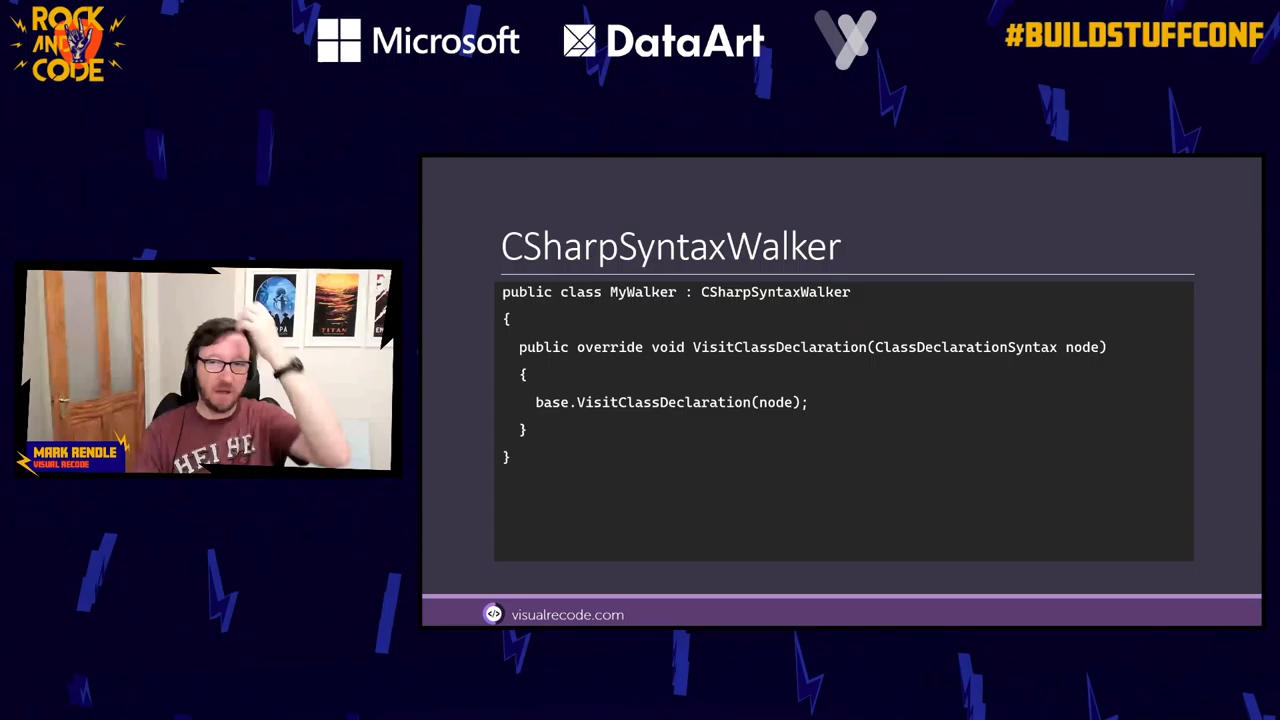 ROCK
AND
CODE
Microsoft
DataArt
#BUILDSTUFFCONF
CSharpSyntaxWalker
public class MyWalker : CSharpSyntaxWalker
{
public override void VisitClassDeclaration(ClassDeclarationSyntax node)
{
base.VisitClassDeclaration(node);
}
}
TITAN
MARK RENDLE
VISUAL RECODE
</> visualrecode.com